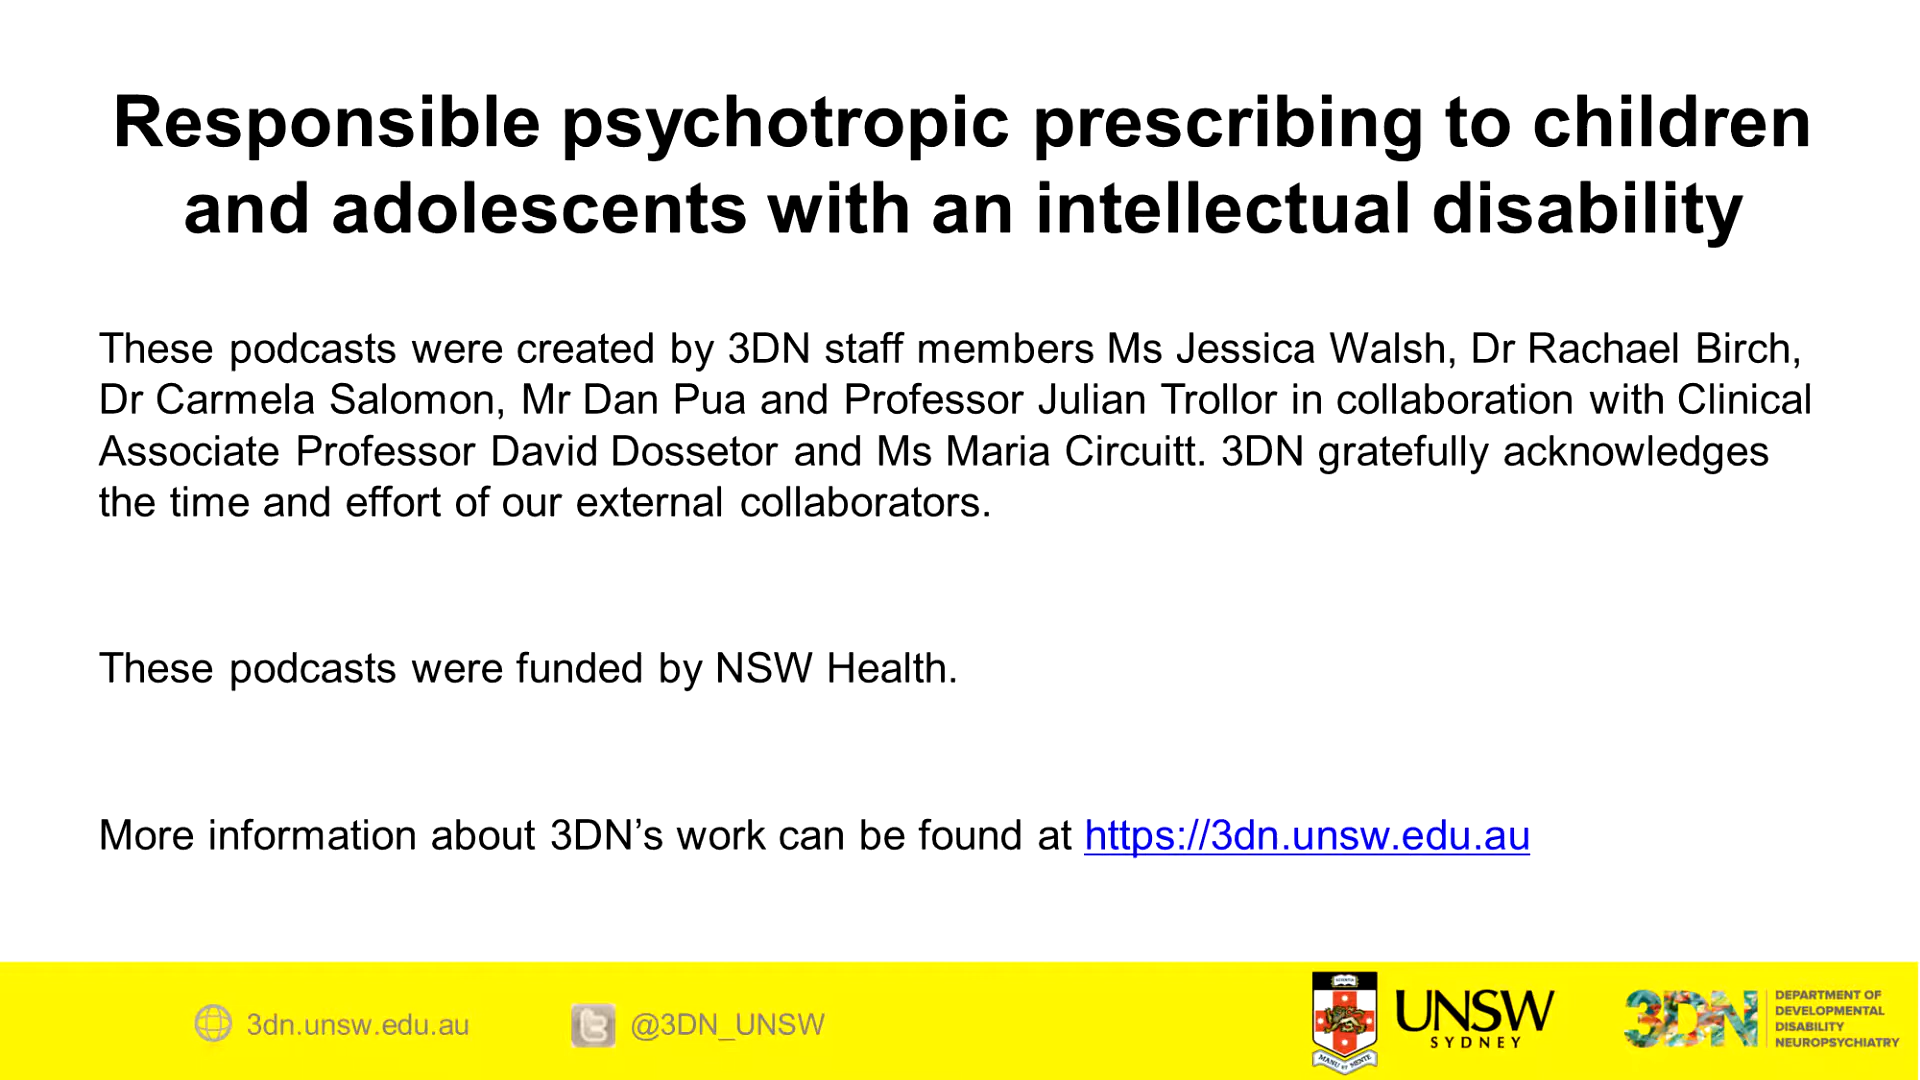 Responsible psychotropic prescribing to children
and adolescents with an intellectual disability
These podcasts were created by 3DN staff members Ms Jessica Walsh, Dr Rachael Birch,
Dr Carmela Salomon, Mr Dan Pua and Professor Julian Trollor in collaboration with Clinical
Associate Professor David Dossetor and Ms Maria Circuitt. 3DN gratefully acknowledges
the time and effort of our external collaborators.
These podcasts were funded by NSW Health.
More information about 3DN’s work can be found at https://3dn.unsw.edu.au
3dn.unsw.edu.au
@3DN_UNSW
SCIENTIA
MANU ET MENTE
UNSW
SYDNEY
3DN
DEPARTMENT OF
DEVELOPMENTAL
DISABILITY
NEUROPSYCHIATRY